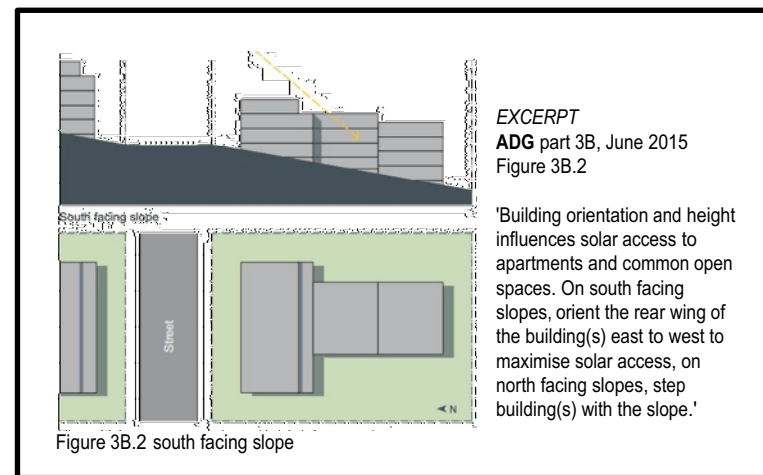 EXCERPT
ADG part 3B, June 2015
Figure 3B.2
'Building orientation and height
influences solar access to
apartments and common open
spaces. On south facing
slopes, orient the rear wing of
the building(s) east to west to
maximise solar access, on
north facing slopes, step
building(s) with the slope.'
South facing slope
Street
N
Figure 3B.2 south facing slope